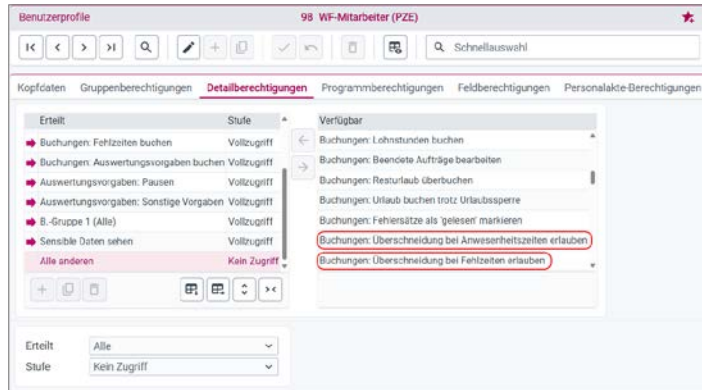 Benutzerprofile 98 WF-Mitarbeiter (PZE)
Schnellauswahl
Kopfdaten Gruppenberechtigungen Detailberechtigungen Programmberechtigungen Feldberechtigungen Personalakte-Berechtigungen
Erteilt Stufe
Buchungen: Fehlzeiten buchen Vollzugriff
Buchungen: Auswertungsvorgaben buchen Vollzugriff
Auswertungsvorgaben: Pausen Vollzugriff
Auswertungsvorgaben: Sonstige Vorgaben Vollzugriff
B.-Gruppe 1 (Alle) Vollzugriff
Sensible Daten sehen Vollzugriff
Alle anderen Kein Zugriff
Verfügbar
Buchungen: Lohnstunden buchen
Buchungen: Beendete Aufträge bearbeiten
Buchungen: Resturlaub überbuchen
Buchungen: Urlaub buchen trotz Urlaubssperre
Buchungen: Fehlersätze als 'gelesen' markieren
Buchungen: Überschneidung bei Anwesenheitszeiten erlauben
Buchungen: Überschneidung bei Fehlzeiten erlauben
Erteilt Alle
Stufe Kein Zugriff